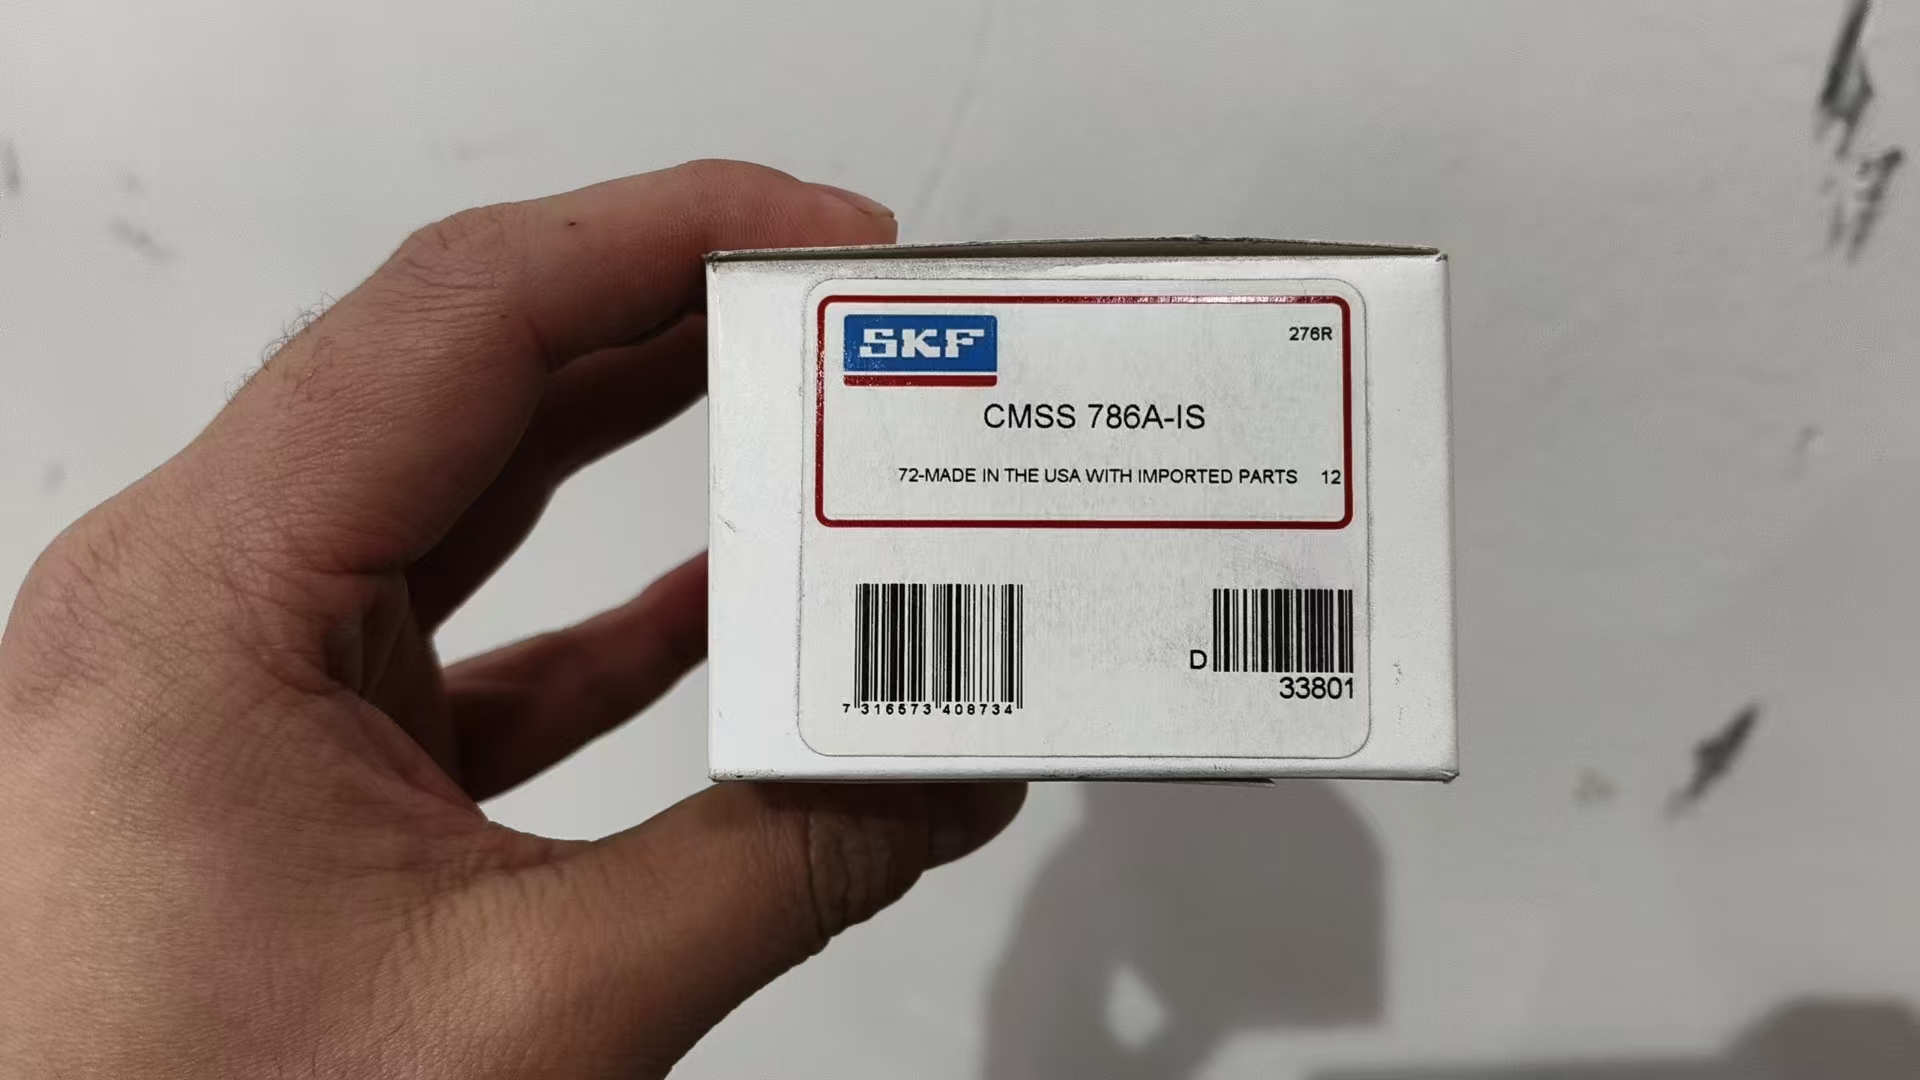 SKF
276R
CMSS 786A-IS
72-MADE IN THE USA WITH IMPORTED PARTS 12
7 316573 408734
D
33801